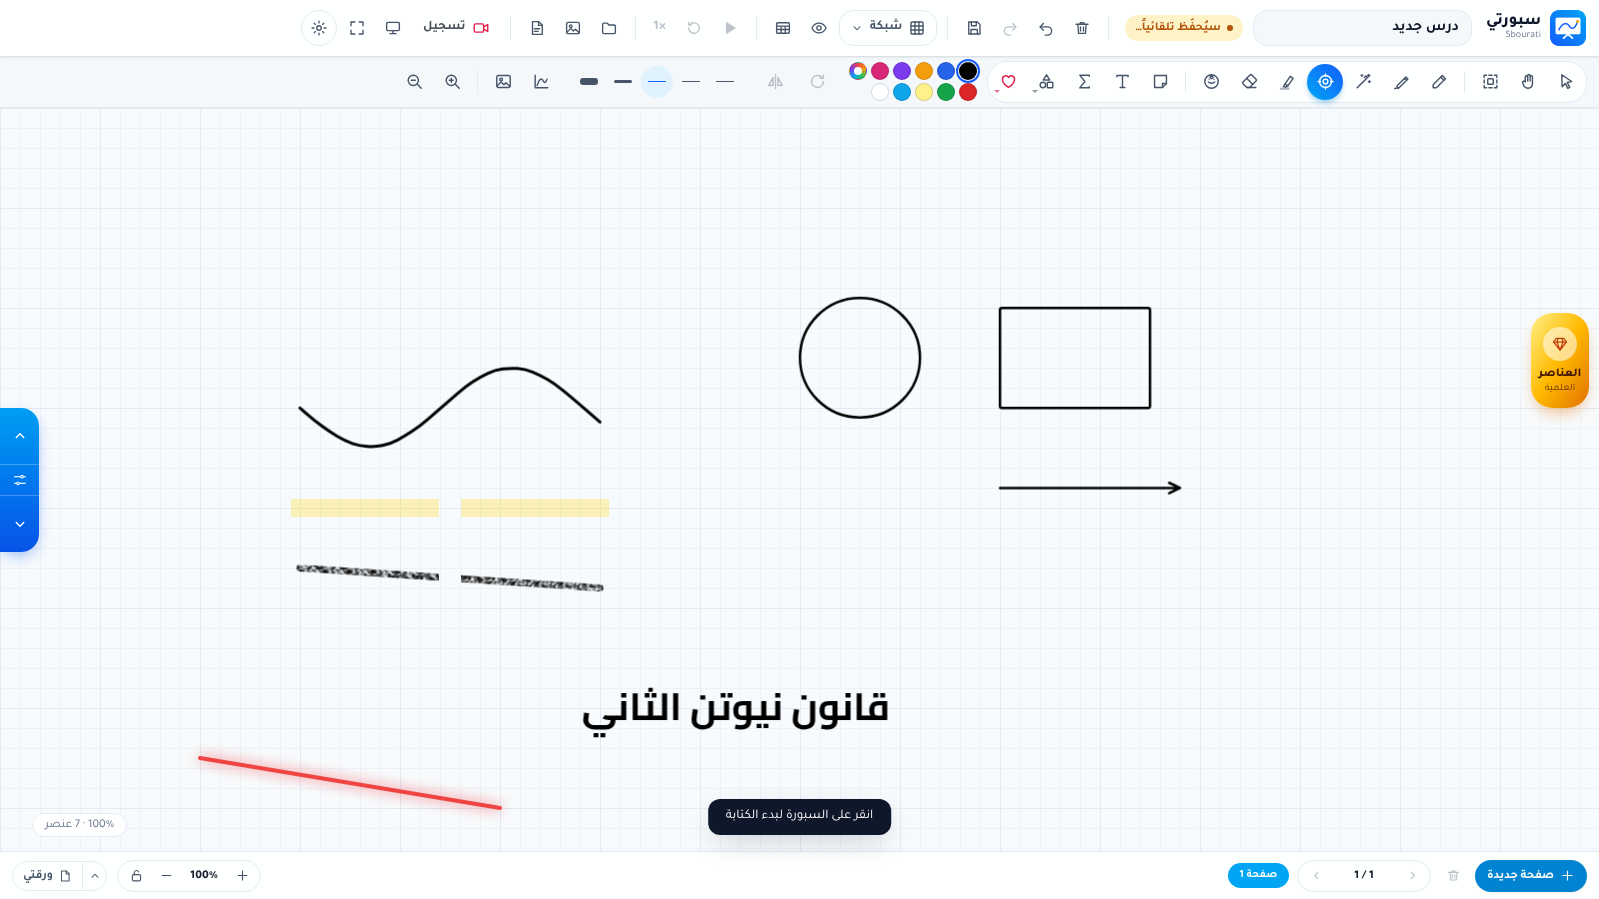 سبورتي
Sbourati
درس جديد
سيُحفَظ تلقائياً…
شبكة
1×
تسجيل
العناصر
العلمية
قانون نيوتن الثاني
انقر على السبورة لبدء الكتابة
100% · 7 عنصر
صفحة جديدة
1 / 1
صفحة 1
100%
ورقتي